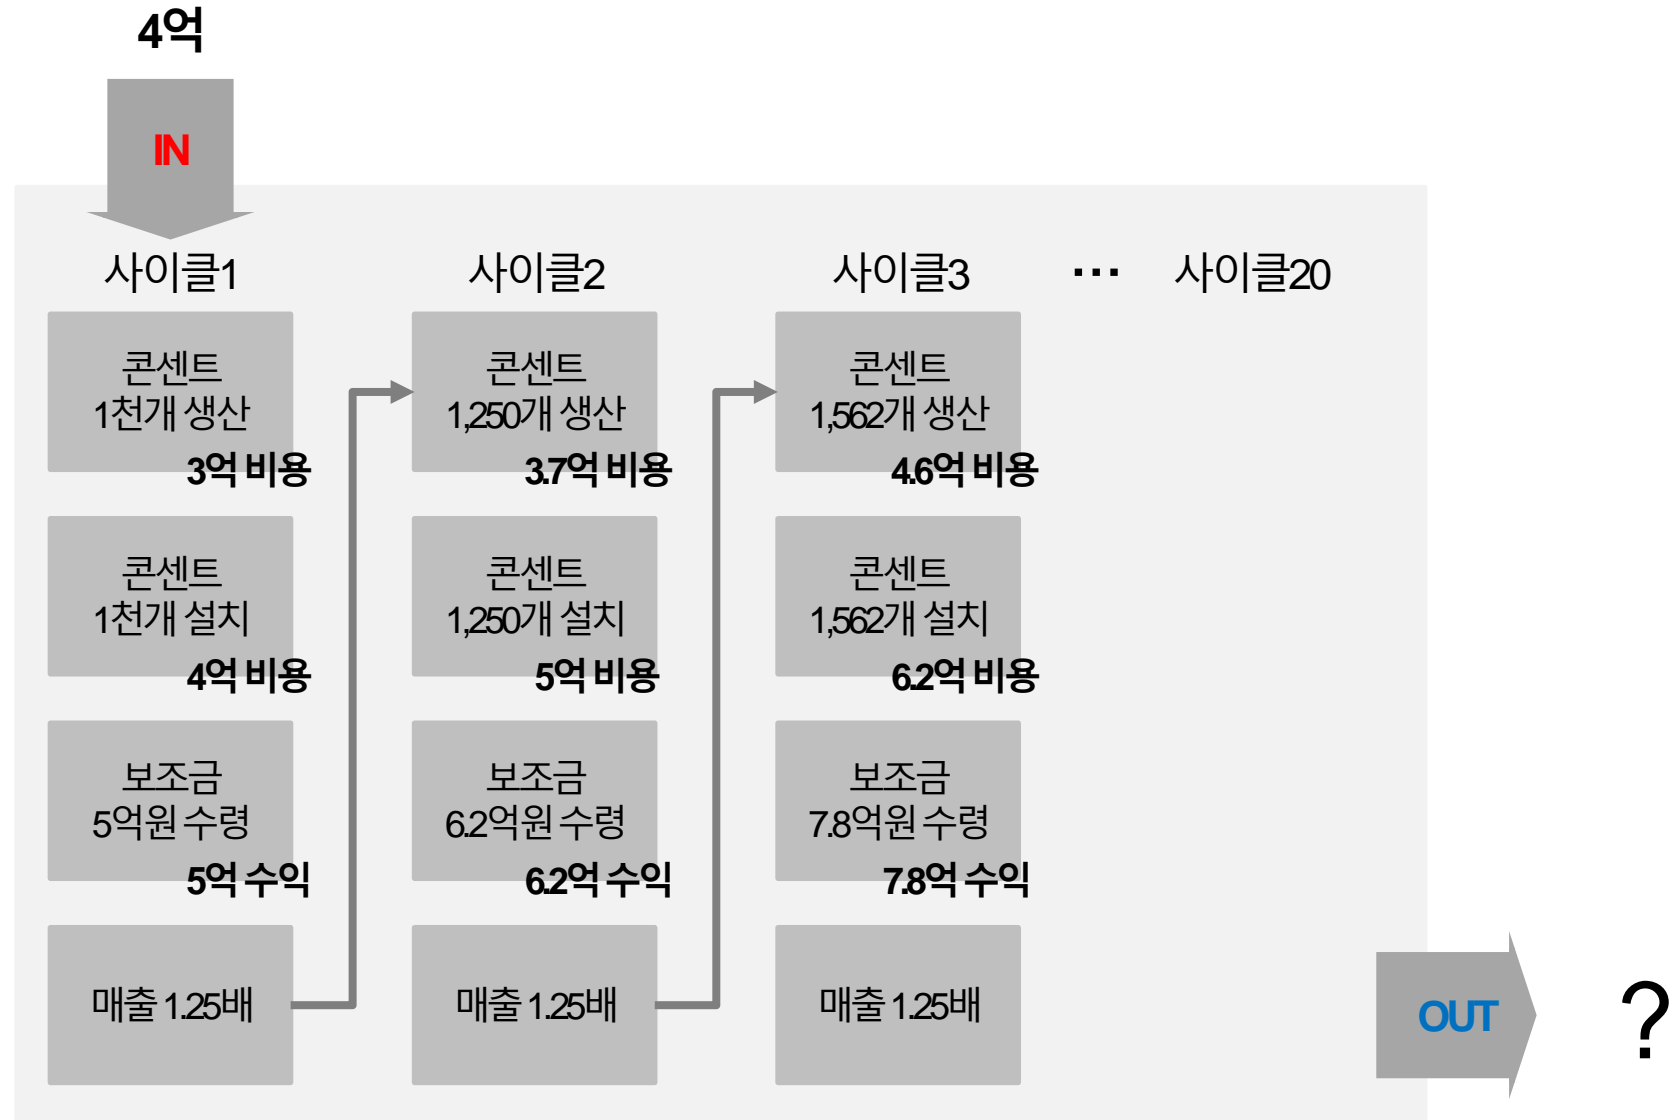 4억
IN
사이클1
사이클2
사이클3
···
사이클20
콘센트
1천개 생산
3억 비용
콘센트
1,250개 생산
3.7억 비용
콘센트
1,562개 생산
4.6억 비용
콘센트
1천개 설치
4억 비용
콘센트
1,250개 설치
5억 비용
콘센트
1,562개 설치
6.2억 비용
보조금
5억원 수령
5억 수익
보조금
6.2억원 수령
6.2억 수익
보조금
7.8억원 수령
7.8억 수익
매출 1.25배
매출 1.25배
매출 1.25배
OUT
?